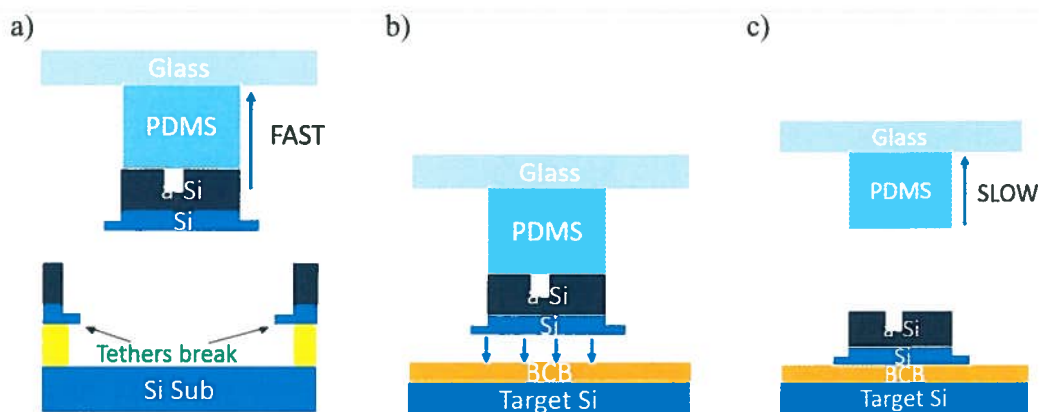 a)
Glass
PDMS
FAST
a-Si
Si
Tethers break
Si Sub
b)
Glass
PDMS
a-Si
Si
BCB
Target Si
c)
Glass
PDMS
SLOW
a-Si
Si
BCB
Target Si